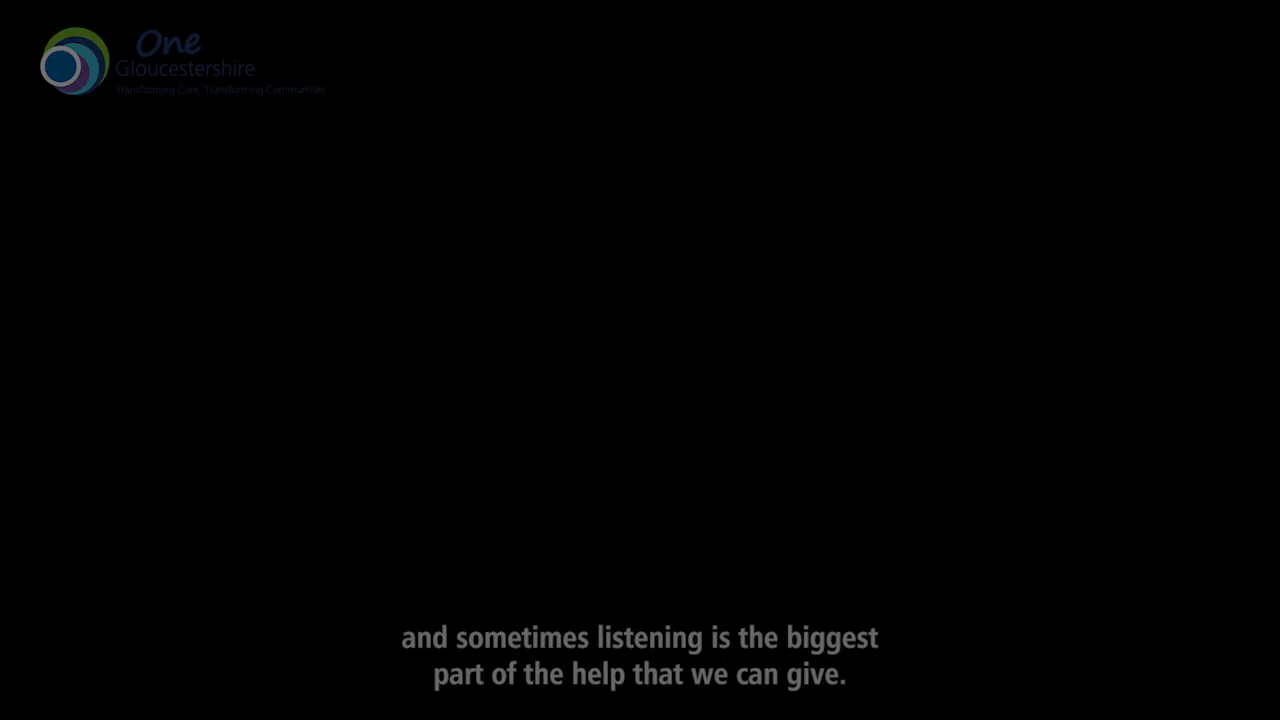 One
Gloucestershire
Transforming Care, Transforming Communities
and sometimes listening is the biggest
part of the help that we can give.